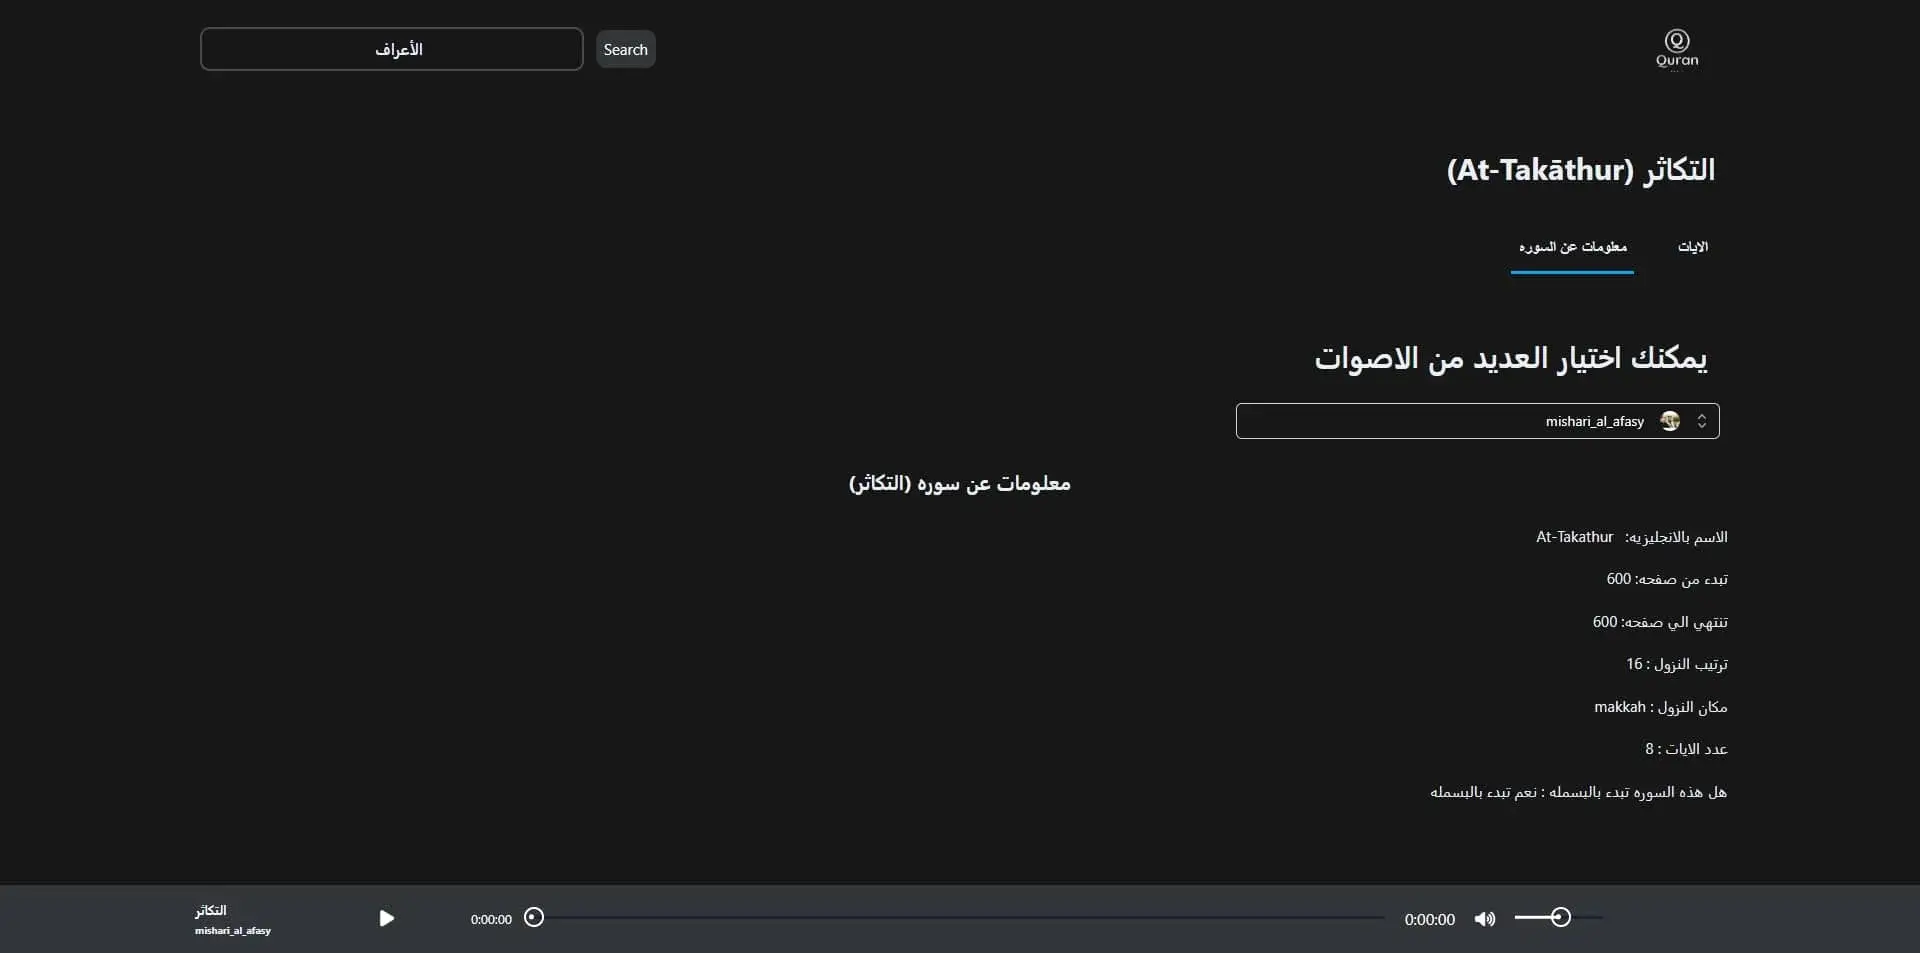 Quran
الأعراف
Search
التكاثر (At-Takāthur)
الايات
معلومات عن السوره
يمكنك اختيار العديد من الاصوات
mishari_al_afasy
معلومات عن سوره (التكاثر)
الاسم بالانجليزيه: At-Takathur
تبدء من صفحه: 600
تنتهي الي صفحه: 600
ترتيب النزول : 16
مكان النزول : makkah
عدد الايات : 8
هل هذه السوره تبدء بالبسمله : نعم تبدء بالبسمله
التكاثر
mishari_al_afasy
0:00:00
0:00:00